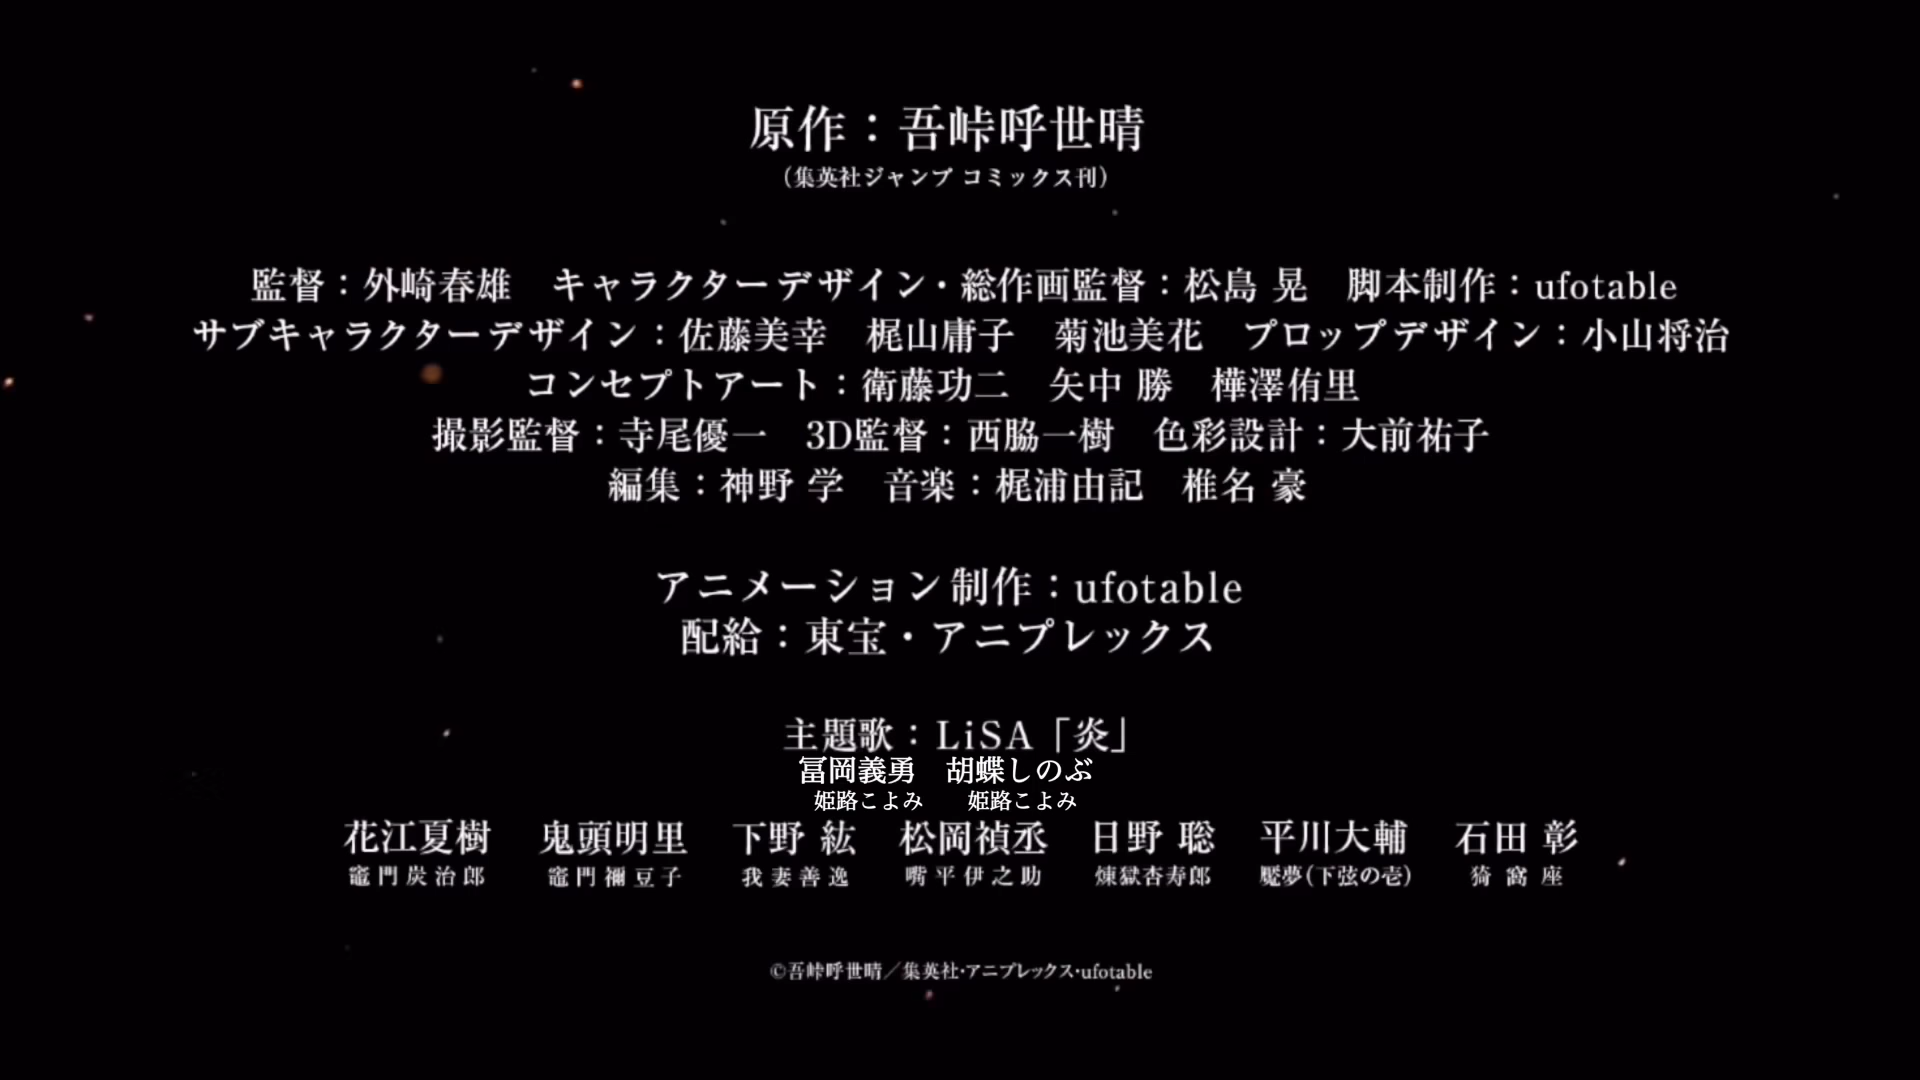 原作：吾峠呼世晴
（集英社ジャンプ コミックス刊）
監督：外崎春雄　キャラクターデザイン・総作画監督：松島 晃　脚本制作：ufotable
サブキャラクターデザイン：佐藤美幸　梶山庸子　菊池美花　プロップデザイン：小山将治
コンセプトアート：衛藤功二　矢中 勝　樺澤侑里
撮影監督：寺尾優一　3D監督：西脇一樹　色彩設計：大前祐子
編集：神野 学　音楽：梶浦由記　椎名 豪
アニメーション制作：ufotable
配給：東宝・アニプレックス
主題歌：LiSA「炎」
冨岡義勇　胡蝶しのぶ
姫路こよみ　姫路こよみ
花江夏樹　鬼頭明里　下野 紘　松岡禎丞　日野 聡　平川大輔　石田 彰
竈門炭治郎　竈門禰豆子　我妻善逸　嘴平伊之助　煉獄杏寿郎　魘夢（下弦の壱）　猗窩座
©吾峠呼世晴／集英社・アニプレックス・ufotable